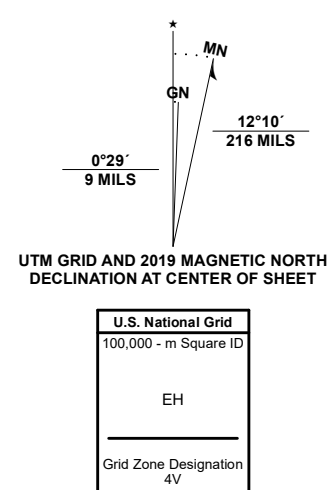 ★
MN
GN
12°10´
216 MILS
0°29´
9 MILS
UTM GRID AND 2019 MAGNETIC NORTH
DECLINATION AT CENTER OF SHEET
U.S. National Grid
100,000 - m Square ID
EH
Grid Zone Designation
4V